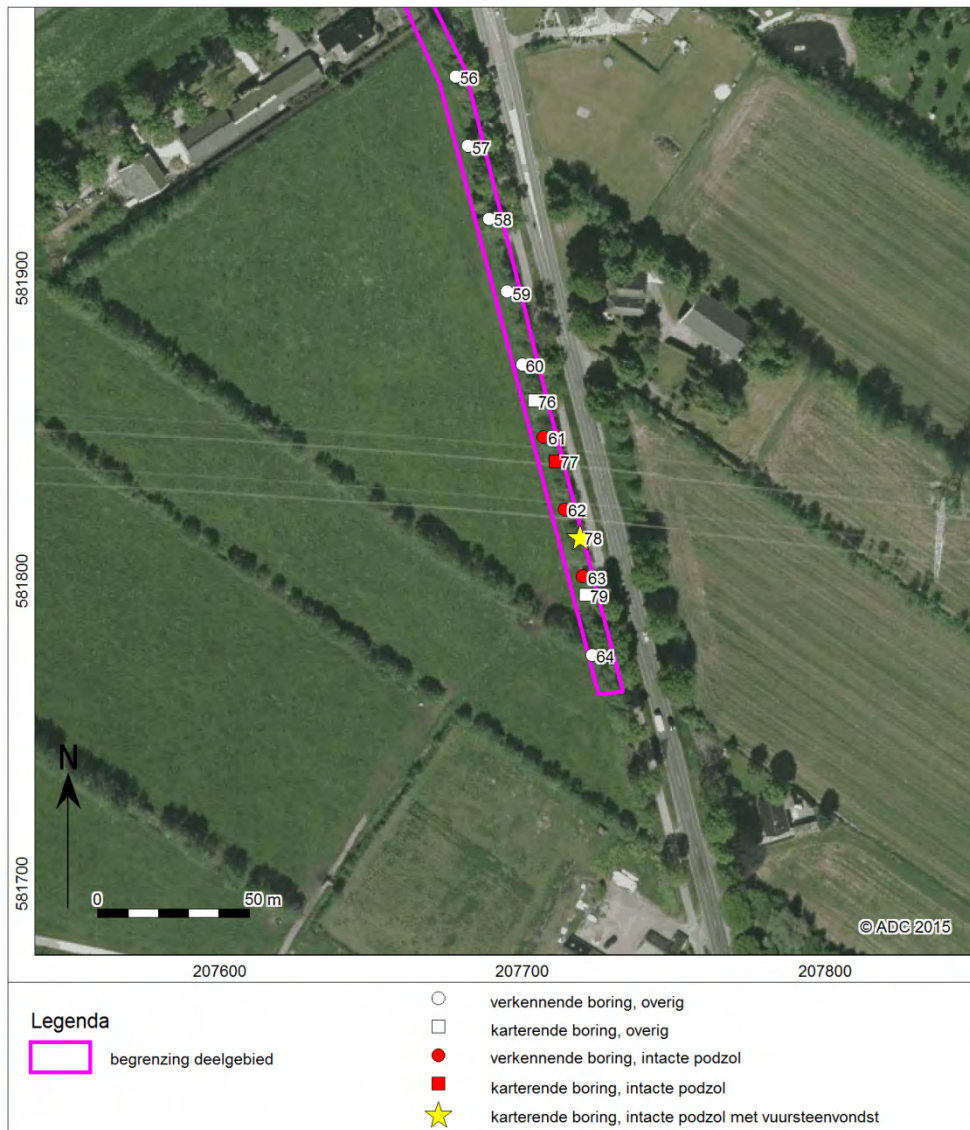 56
57
58
59
60
76
61
77
62
78
63
79
64
581900
581800
581700
N
0 50 m
© ADC 2015
207600 207700 207800
Legenda
begrenzing deelgebied
verkennende boring, overig
karterende boring, overig
verkennende boring, intacte podzol
karterende boring, intacte podzol
karterende boring, intacte podzol met vuursteenvondst